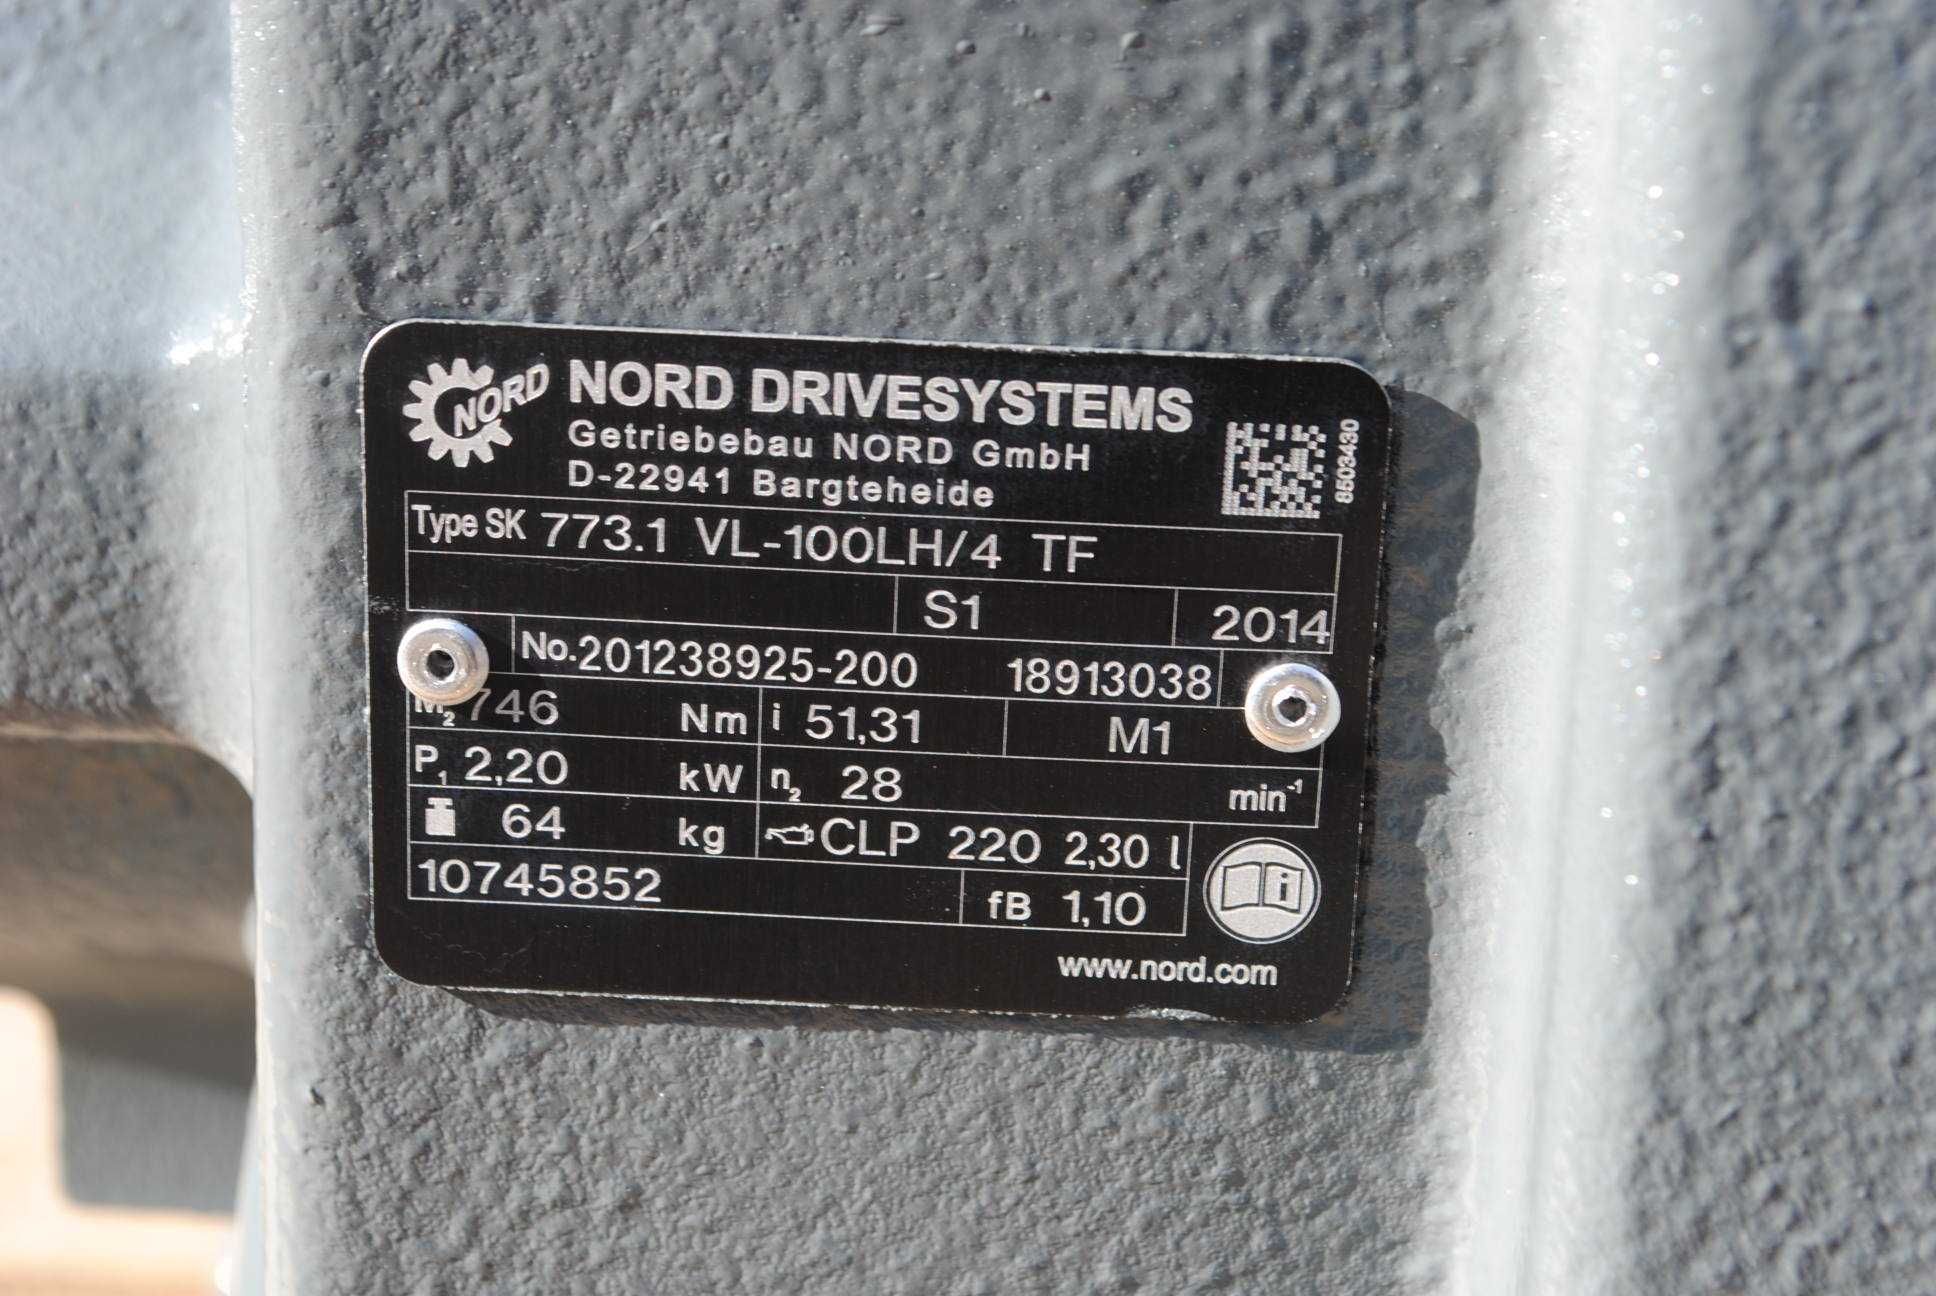 NORD
NORD DRIVESYSTEMS
Getriebebau NORD GmbH
D-22941 Bargteheide
8503430
Type SK 773.1 VL-100LH/4 TF
S1 2014
No.201238925-200 18913038
M₂ 746 Nm i 51,31 M1
P₁ 2,20 kW n₂ 28 min⁻¹
64 kg CLP 220 2,30 l
10745852 fB 1,10
i
www.nord.com